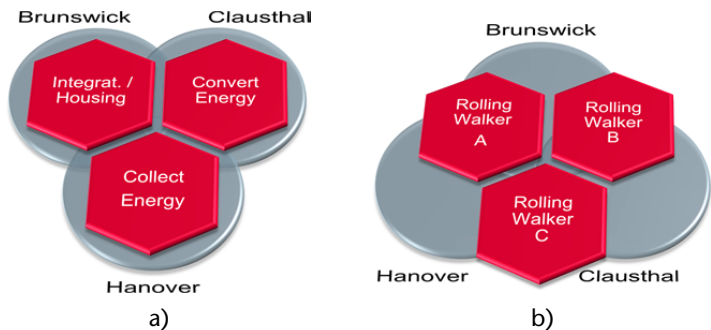 Brunswick
Clausthal
Integrat. /
Housing
Convert
Energy
Collect
Energy
Hanover
a)
Brunswick
Rolling
Walker
A
Rolling
Walker
B
Rolling
Walker
C
Hanover
Clausthal
b)